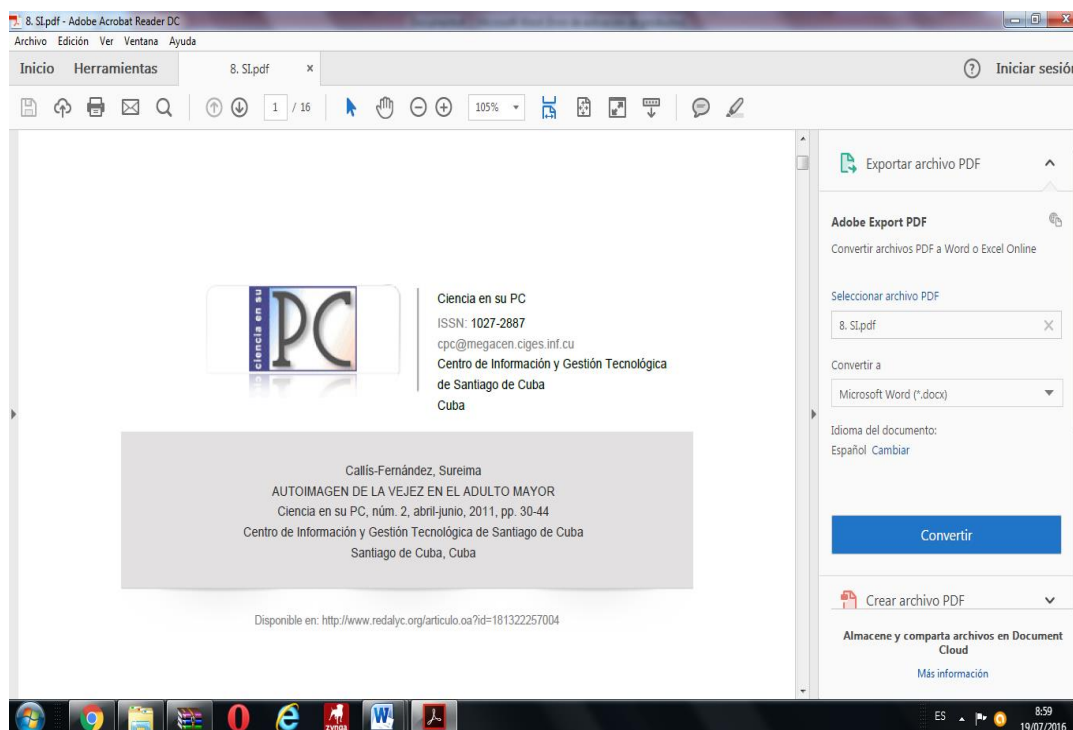 8. SI.pdf - Adobe Acrobat Reader DC
Archivo Edición Ver Ventana Ayuda
Inicio Herramientas 8. SI.pdf x ? Iniciar sesión
1 / 16 105%
Exportar archivo PDF
Adobe Export PDF
Convertir archivos PDF a Word o Excel Online
Seleccionar archivo PDF
8. SI.pdf
Convertir a
Microsoft Word (*.docx)
Idioma del documento:
Español Cambiar
Convertir
Crear archivo PDF
Almacene y comparta archivos en Document
Cloud
Más información
ciencia en su
PC
Ciencia en su PC
ISSN: 1027-2887
cpc@megacen.ciges.inf.cu
Centro de Información y Gestión Tecnológica
de Santiago de Cuba
Cuba
Callís-Fernández, Sureima
AUTOIMAGEN DE LA VEJEZ EN EL ADULTO MAYOR
Ciencia en su PC, núm. 2, abril-junio, 2011, pp. 30-44
Centro de Información y Gestión Tecnológica de Santiago de Cuba
Santiago de Cuba, Cuba
Disponible en: http://www.redalyc.org/articulo.oa?id=181322257004
zynga
ES
8:59
19/07/2016